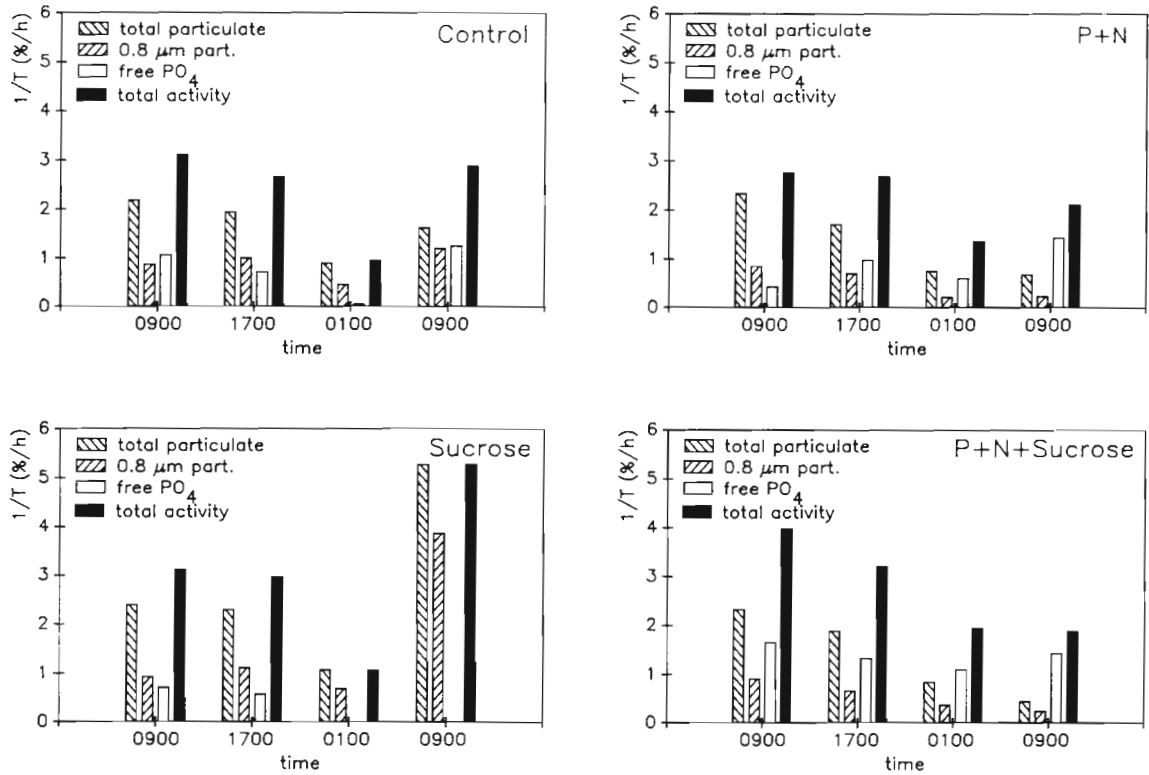 Control
1/T (%/h)
6
5
4
3
2
1
0
total particulate
0.8 μm part.
free PO4
total activity
0900 1700 0100 0900
time
P+N
1/T (%/h)
6
5
4
3
2
1
0
total particulate
0.8 μm part.
free PO4
total activity
0900 1700 0100 0900
time
Sucrose
1/T (%/h)
6
5
4
3
2
1
0
total particulate
0.8 μm part.
free PO4
total activity
0900 1700 0100 0900
time
P+N+Sucrose
1/T (%/h)
6
5
4
3
2
1
0
total particulate
0.8 μm part.
free PO4
total activity
0900 1700 0100 0900
time